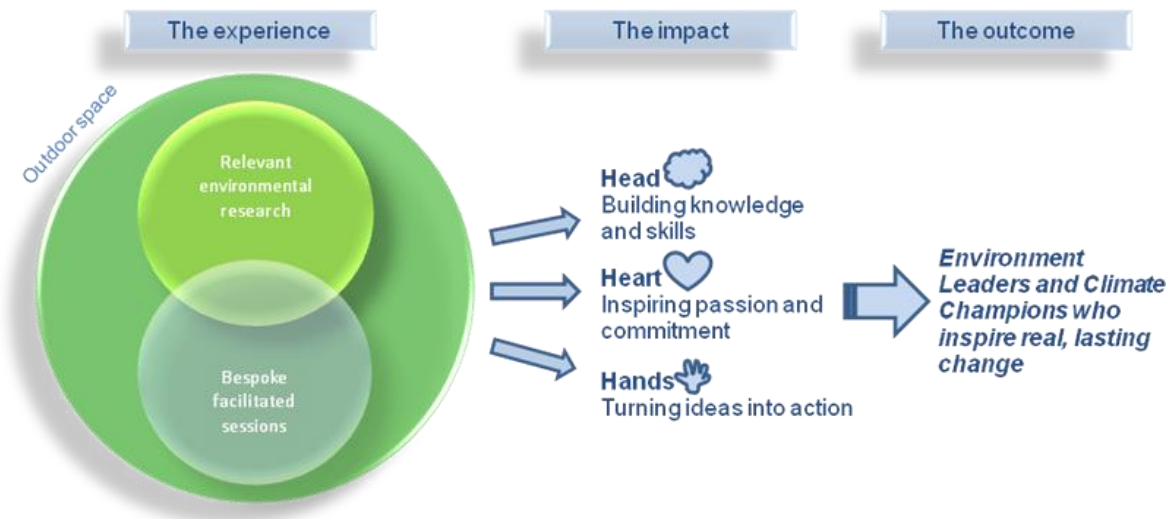 The experience
The impact
The outcome
Outdoor space
Relevant
environmental
research
Bespoke
facilitated
sessions
Head
Building knowledge
and skills
Heart
Inspiring passion and
commitment
Hands
Turning ideas into action
Environment
Leaders and Climate
Champions who
inspire real, lasting
change